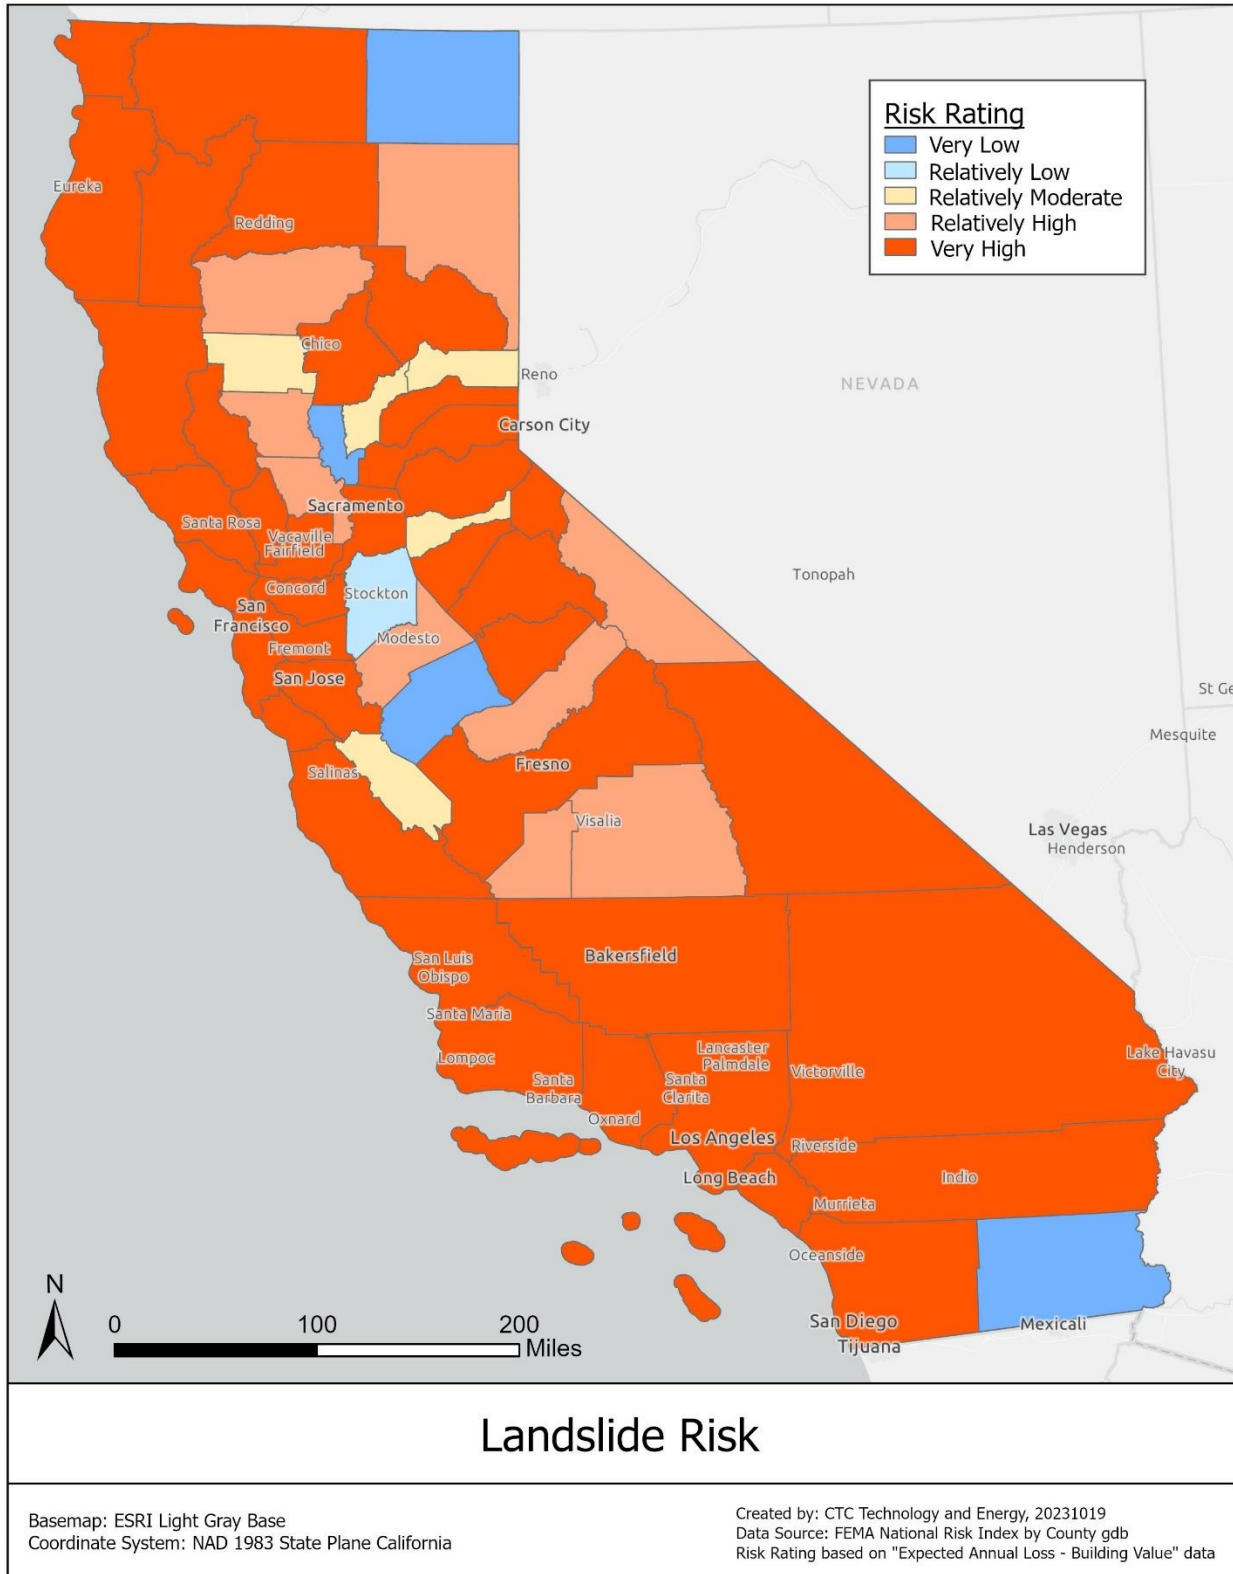 Risk Rating
Very Low
Relatively Low
Relatively Moderate
Relatively High
Very High
Eureka
Redding
Chico
Reno
NEVADA
Carson City
Sacramento
Santa Rosa
Vacaville
Fairfield
Tonopah
Concord
Stockton
San
Francisco
Modesto
Fremont
San Jose
St Ge
Mesquite
Salinas
Fresno
Visalia
Las Vegas
Henderson
Bakersfield
San Luis
Obispo
Santa Maria
Lompoc
Lancaster
Palmdale
Victorville
Lake Havasu
City
Santa
Barbara
Santa
Clarita
Oxnard
Los Angeles
Riverside
Long Beach
Indio
Murrieta
Oceanside
San Diego
Tijuana
Mexicali
N
0 100 200
Miles
Landslide Risk
Basemap: ESRI Light Gray Base
Coordinate System: NAD 1983 State Plane California
Created by: CTC Technology and Energy, 20231019
Data Source: FEMA National Risk Index by County gdb
Risk Rating based on "Expected Annual Loss - Building Value" data